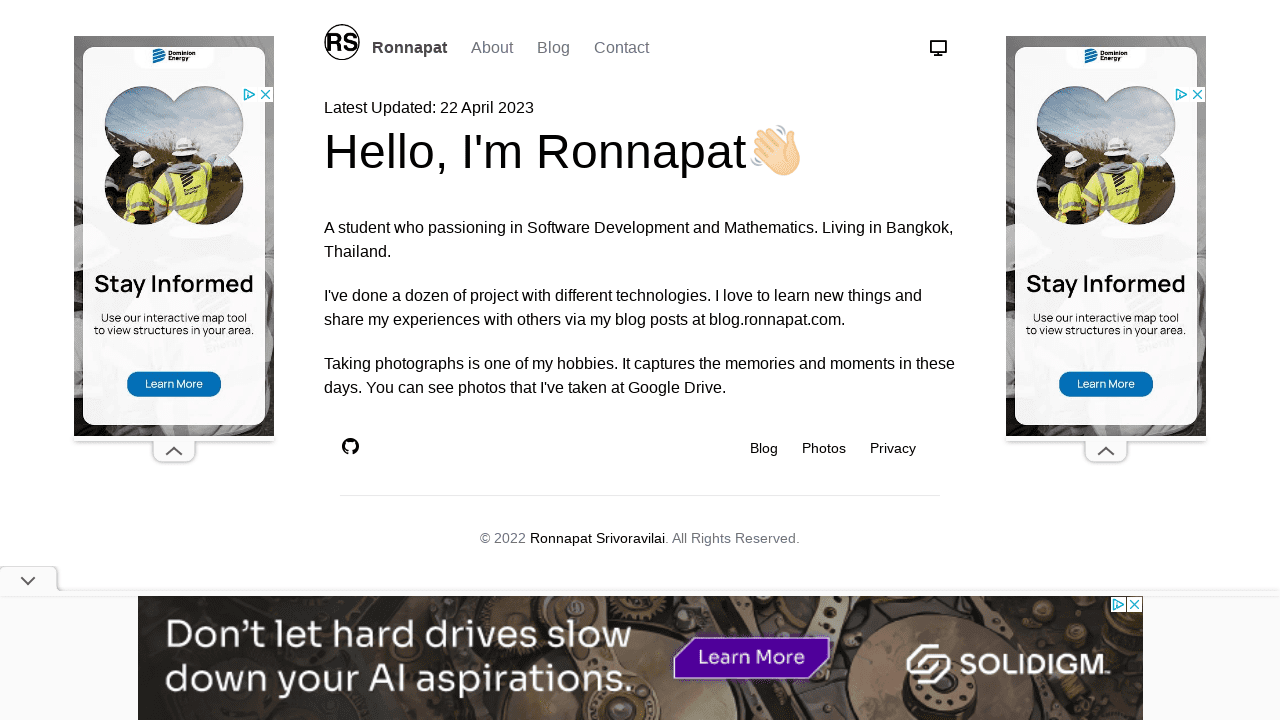 RS
Ronnapat
About
Blog
Contact
Latest Updated: 22 April 2023
Hello, I'm Ronnapat👋🏼
A student who passioning in Software Development and Mathematics. Living in Bangkok,
Thailand.
I've done a dozen of project with different technologies. I love to learn new things and
share my experiences with others via my blog posts at blog.ronnapat.com.
Taking photographs is one of my hobbies. It captures the memories and moments in these
days. You can see photos that I've taken at Google Drive.
Blog
Photos
Privacy
© 2022 Ronnapat Srivoravilai. All Rights Reserved.
Dominion
Energy
Stay Informed
Use our interactive map tool
to view structures in your area.
Learn More
Dominion
Energy
Stay Informed
Use our interactive map tool
to view structures in your area.
Learn More
Don't let hard drives slow
down your AI aspirations.
Learn More
SOLIDIGM